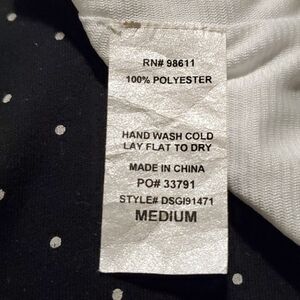 RN# 98611
100% POLYESTER
HAND WASH COLD
LAY FLAT TO DRY
MADE IN CHINA
PO# 33791
STYLE# DSGI91471
MEDIUM